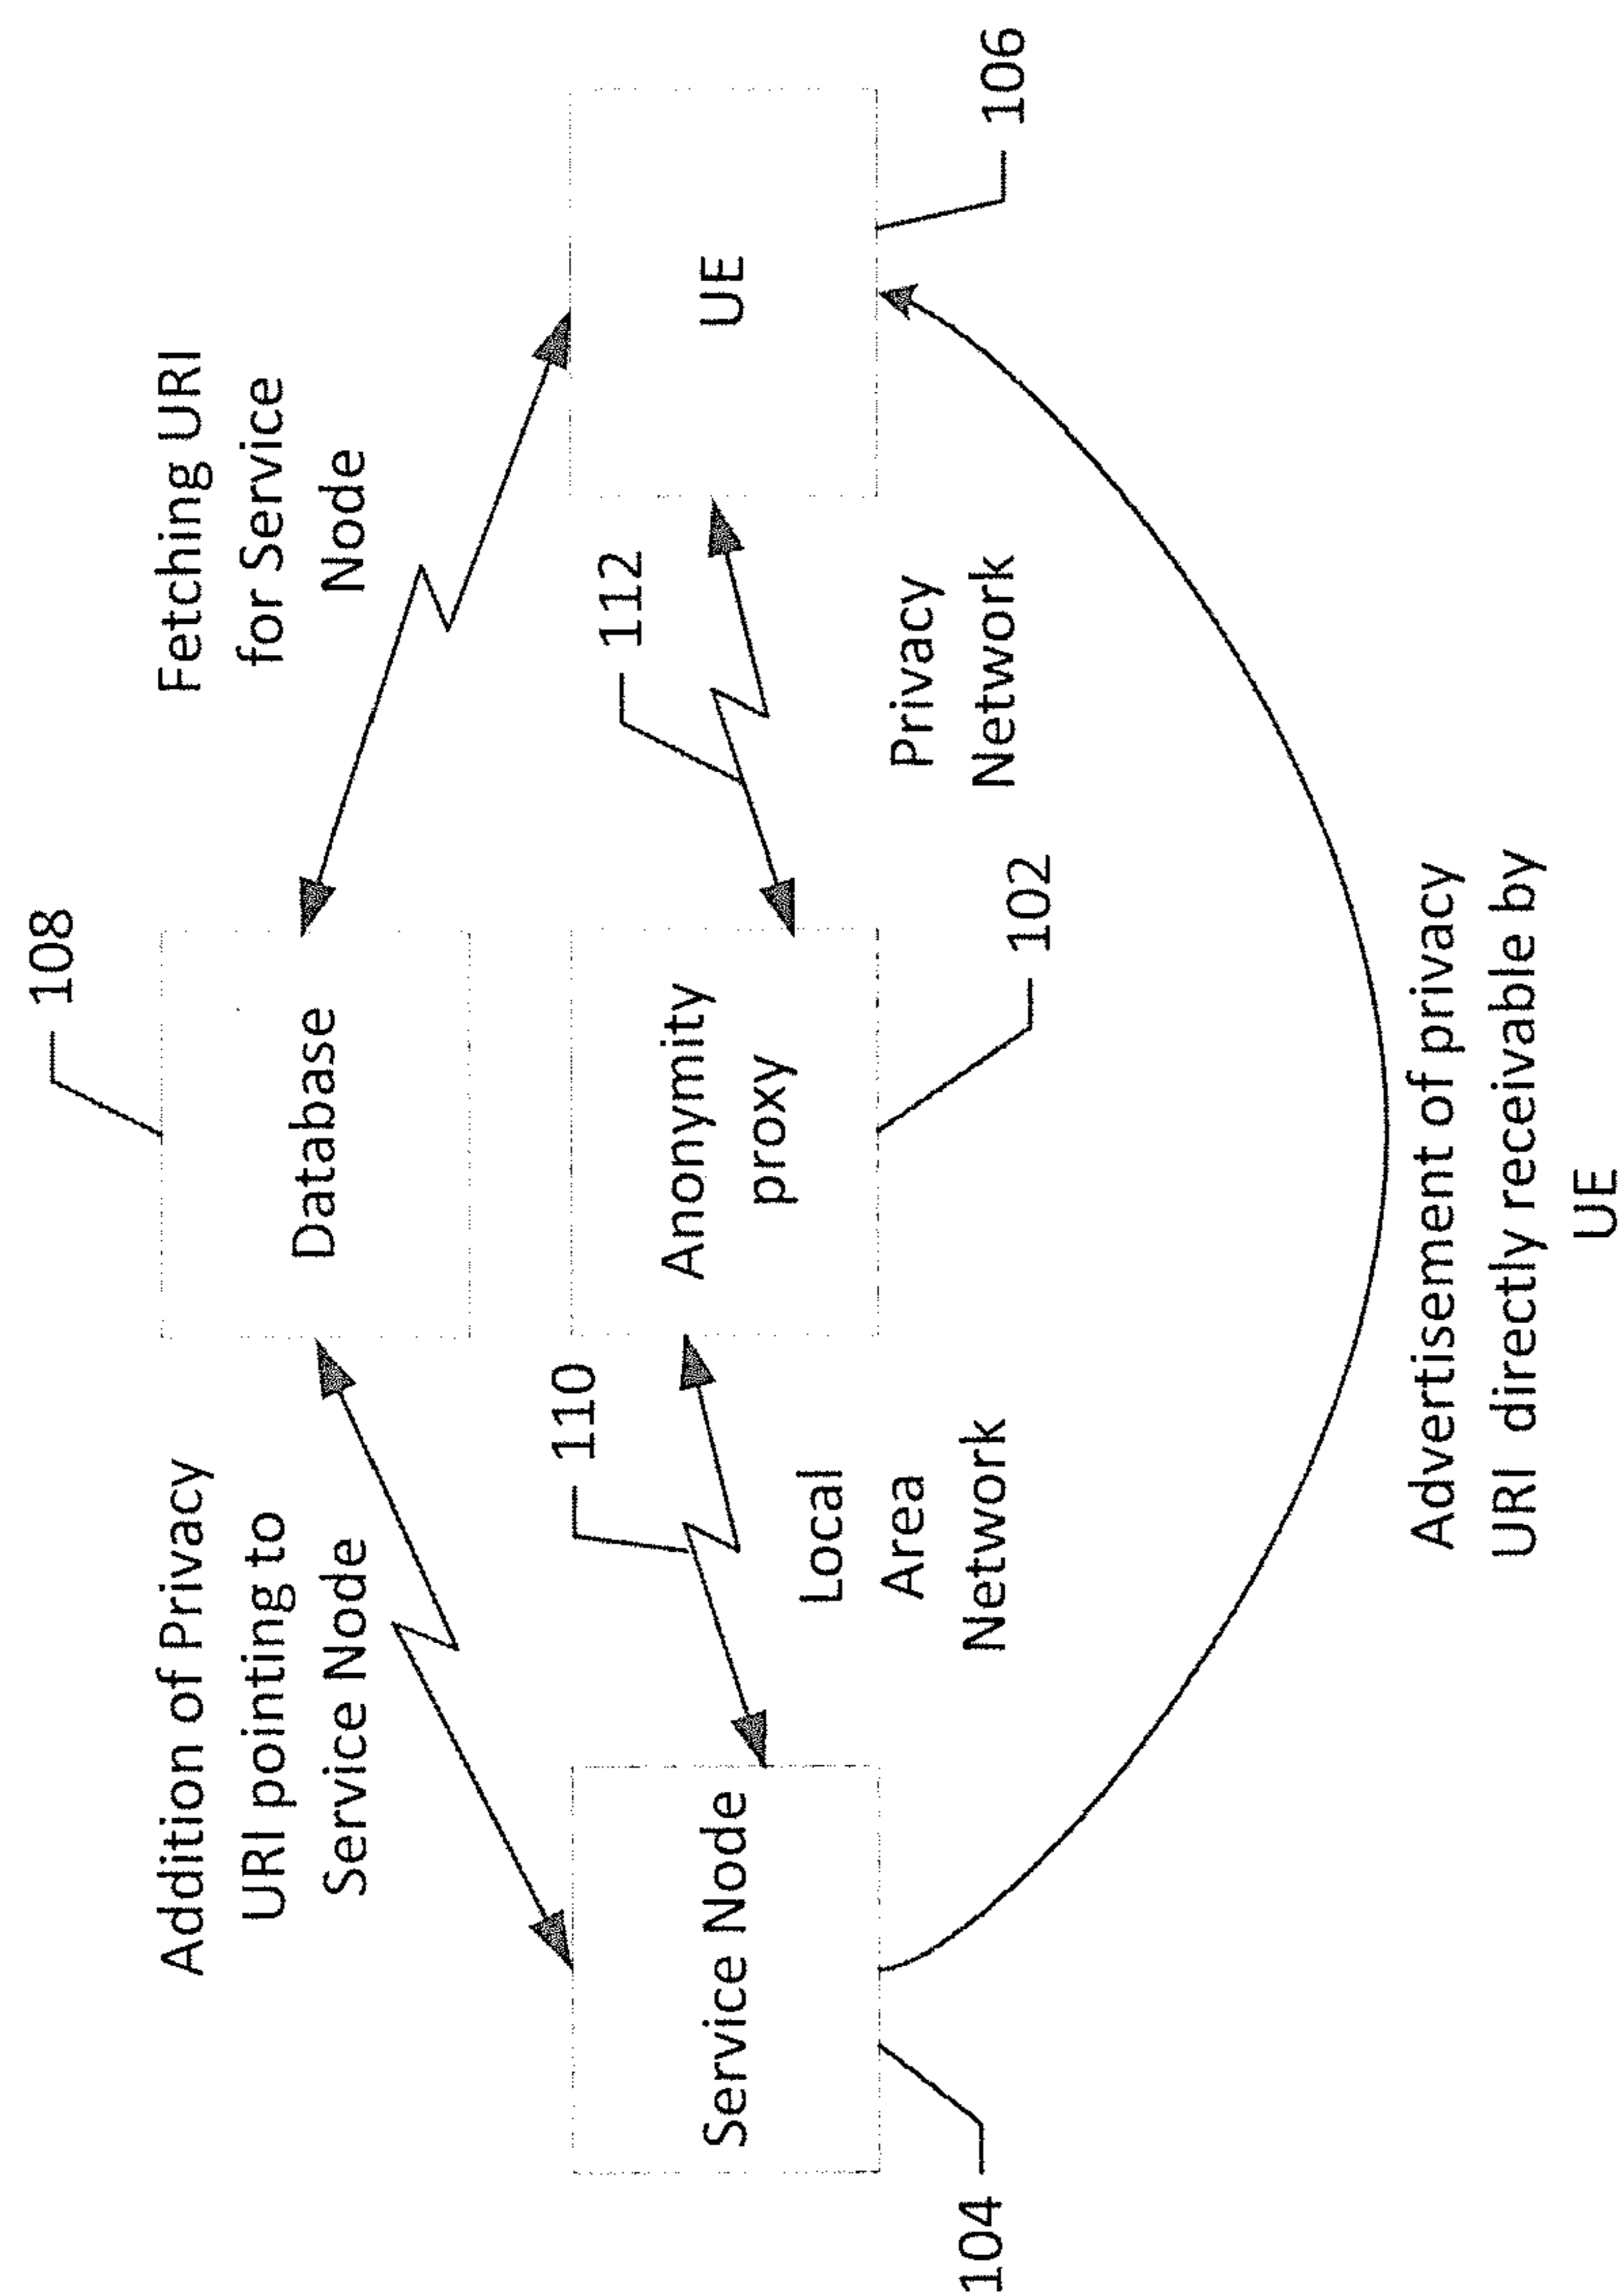 108
Addition of Privacy
URI pointing to
Service Node
Database
Fetching URI
for Service
Node
110
112
Service Node
Anonymity
proxy
UE
Local
Area
Network
Privacy
Network
104
102
106
Advertisement of privacy
URI directly receivable by
UE